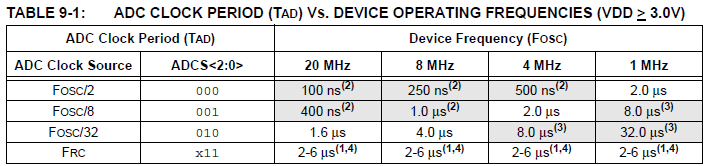 TABLE 9-1: ADC CLOCK PERIOD (TAD) Vs. DEVICE OPERATING FREQUENCIES (VDD ≥ 3.0V)
ADC Clock Period (TAD) Device Frequency (FOSC)
ADC Clock Source ADCS<2:0> 20 MHz 8 MHz 4 MHz 1 MHz
FOSC/2 000 100 ns(2) 250 ns(2) 500 ns(2) 2.0 μs
FOSC/8 001 400 ns(2) 1.0 μs(2) 2.0 μs 8.0 μs(3)
FOSC/32 010 1.6 μs 4.0 μs 8.0 μs(3) 32.0 μs(3)
FRC x11 2-6 μs(1,4) 2-6 μs(1,4) 2-6 μs(1,4) 2-6 μs(1,4)